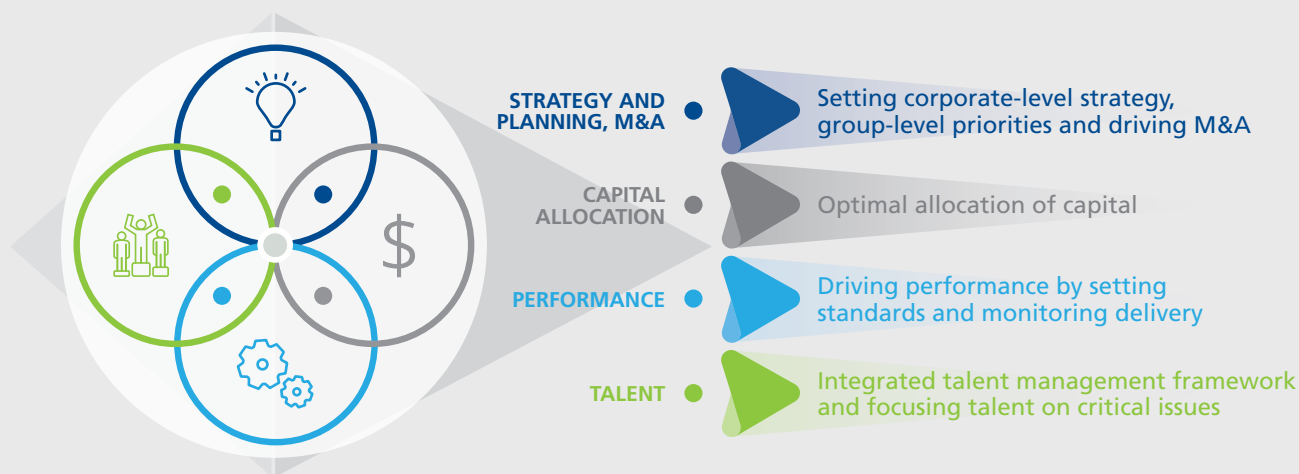 $
STRATEGY AND
PLANNING, M&A
Setting corporate-level strategy,
group-level priorities and driving M&A
CAPITAL
ALLOCATION
Optimal allocation of capital
PERFORMANCE
Driving performance by setting
standards and monitoring delivery
TALENT
Integrated talent management framework
and focusing talent on critical issues